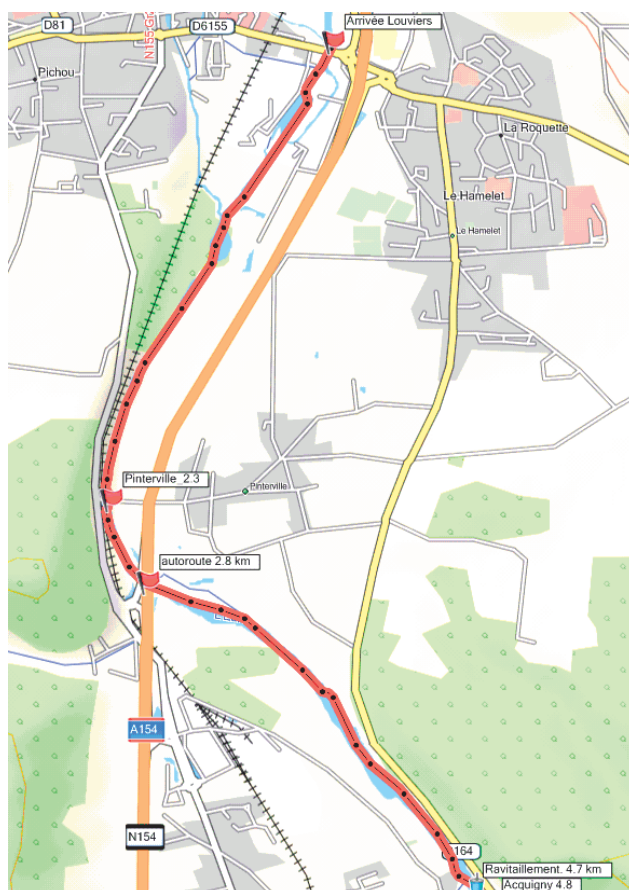 Arrivée Louviers
D81
D6155
N155
Pichou
La Roquette
Le Hamelet
Le Hamelet
Pinterville 2.3
Pinterville
autoroute 2.8 km
A154
N154
164
Ravitaillement. 4.7 km
Acquigny 4.8